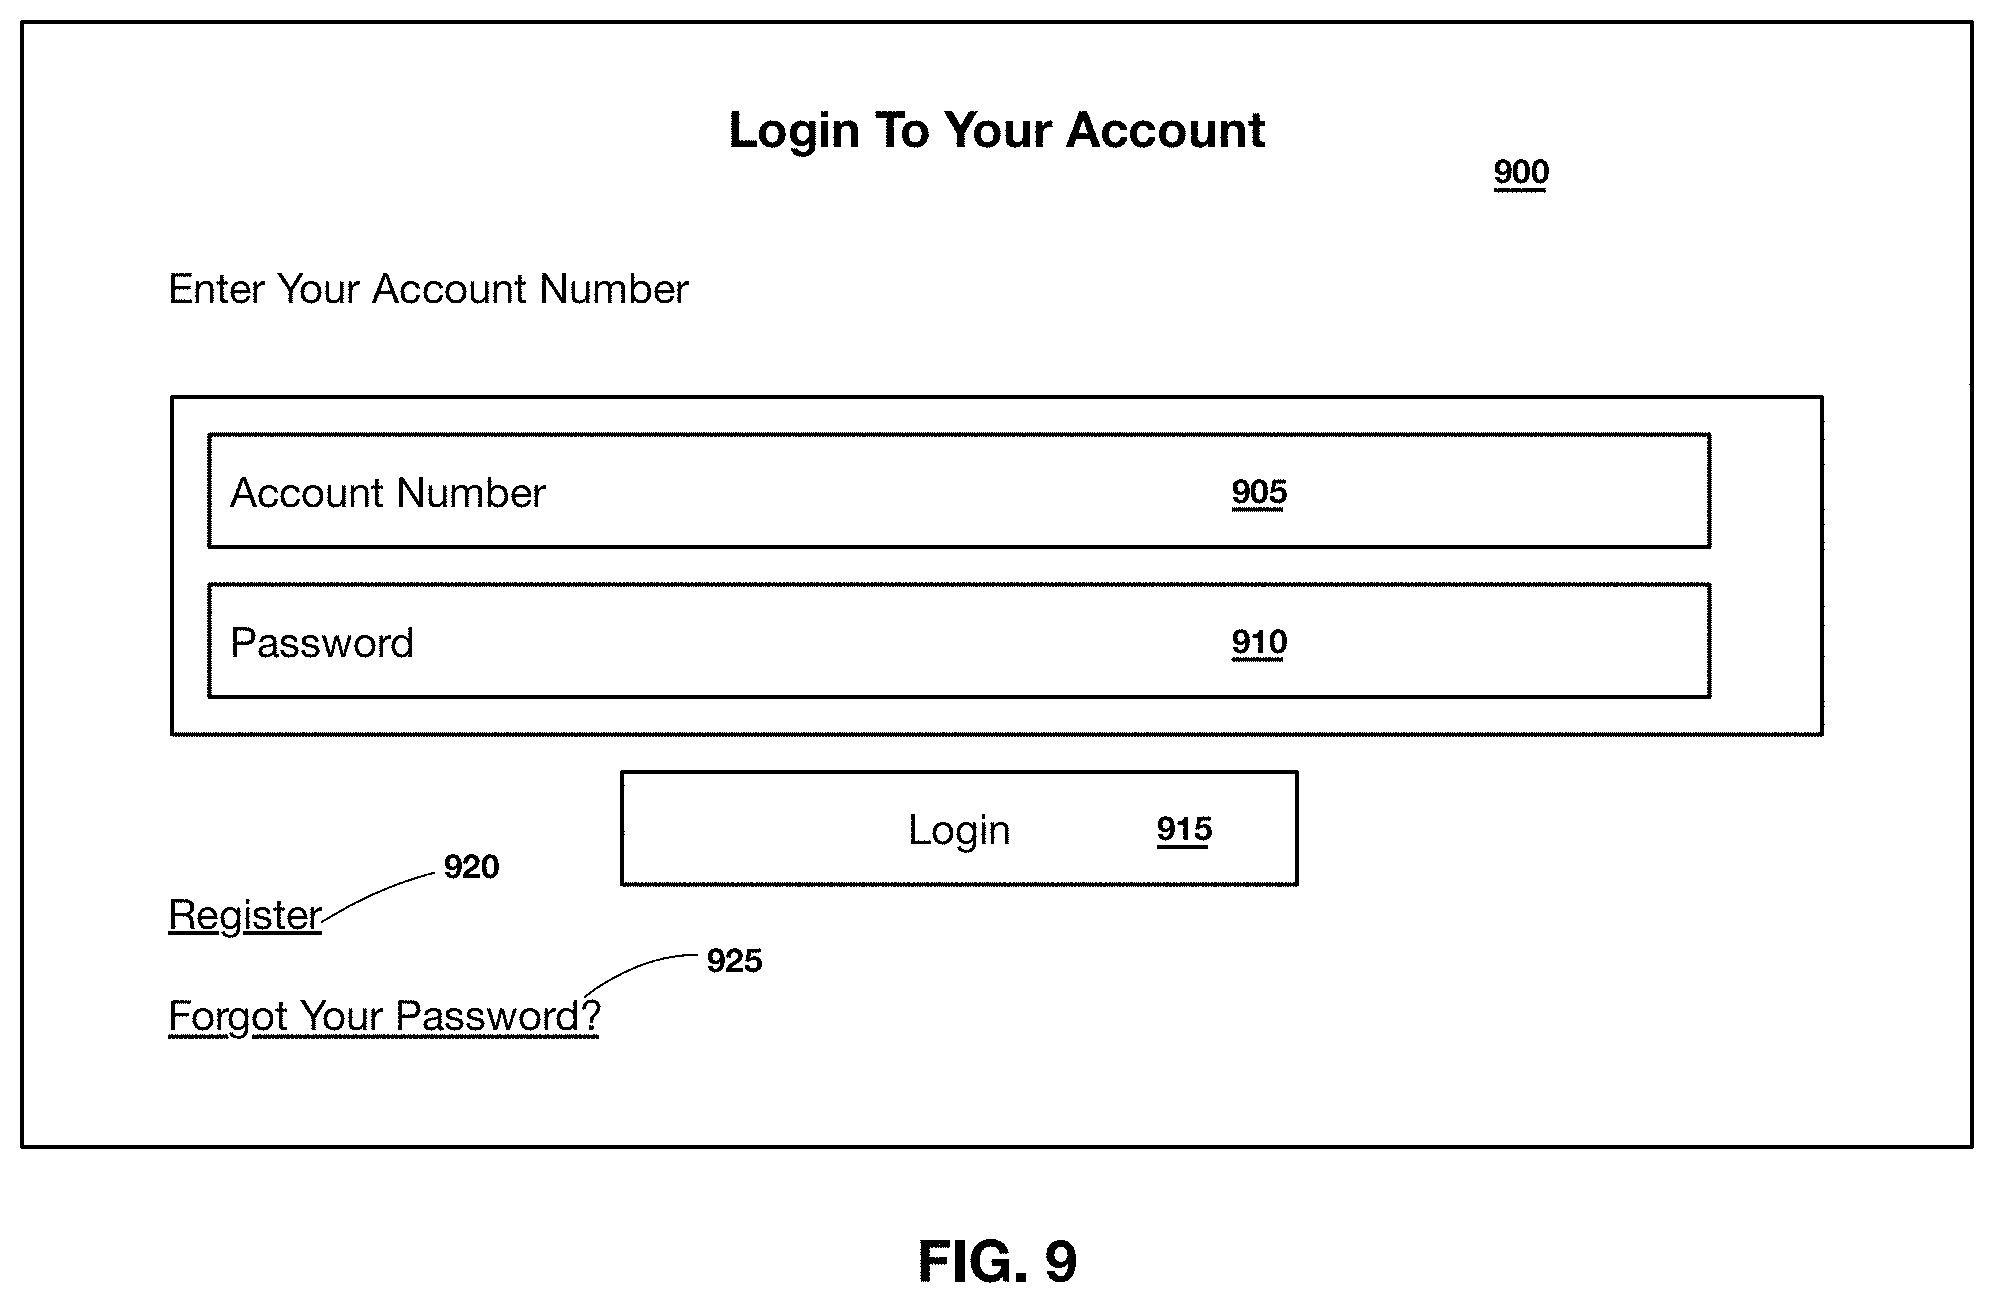 Login To Your Account
900
Enter Your Account Number
Account Number 905
Password 910
Login 915
920
Register
925
Forgot Your Password?
FIG. 9